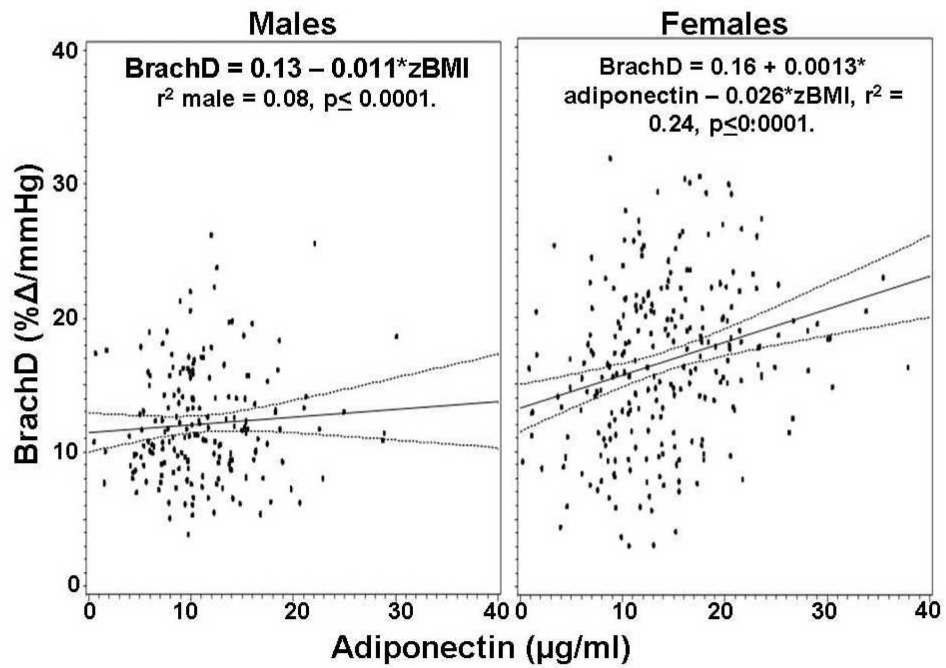 Males
BrachD = 0.13 – 0.011*zBMI
r² male = 0.08, p≤ 0.0001.
Females
BrachD = 0.16 + 0.0013*
adiponectin – 0.026*zBMI, r² =
0.24, p≤0:0001.
BrachD (%Δ/mmHg)
40
30
20
10
0
0 10 20 30 40
0 10 20 30 40
Adiponectin (µg/ml)